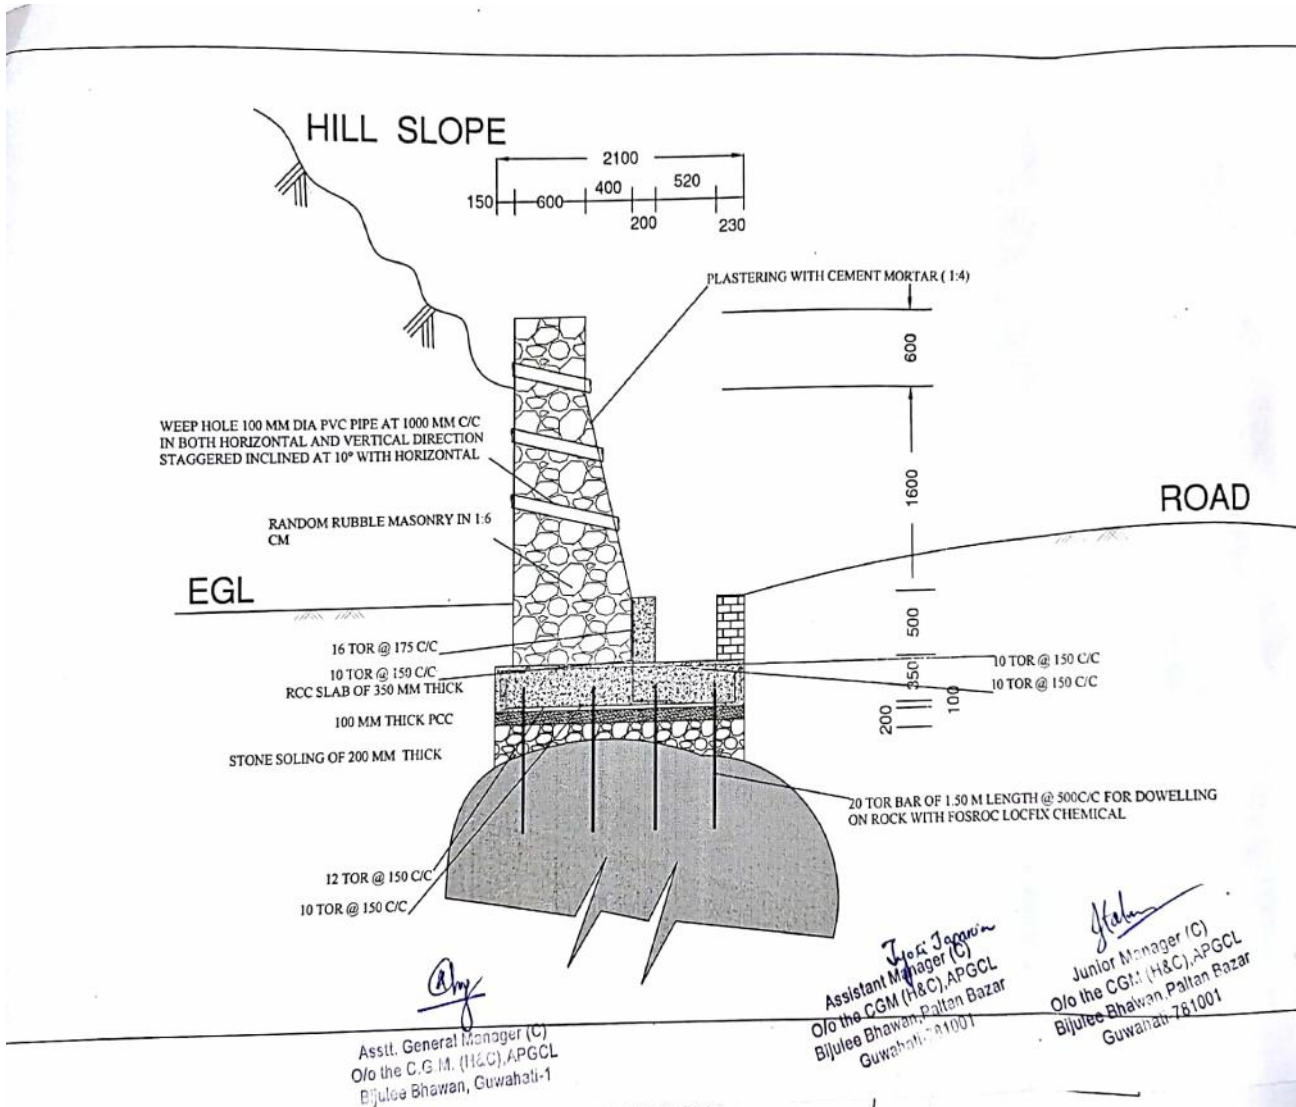 HILL SLOPE
2100
150
600
400
200
520
230
PLASTERING WITH CEMENT MORTAR ( 1:4)
600
WEEP HOLE 100 MM DIA PVC PIPE AT 1000 MM C/C
IN BOTH HORIZONTAL AND VERTICAL DIRECTION
STAGGERED INCLINED AT 10° WITH HORIZONTAL
1600
ROAD
RANDOM RUBBLE MASONRY IN 1:6
CM
EGL
500
16 TOR @ 175 C/C
10 TOR @ 150 C/C
RCC SLAB OF 350 MM THICK
10 TOR @ 150 C/C
10 TOR @ 150 C/C
350
100
200
100 MM THICK PCC
STONE SOLING OF 200 MM THICK
20 TOR BAR OF 1.50 M LENGTH @ 500C/C FOR DOWELLING
ON ROCK WITH FOSROC LOCFIX CHEMICAL
12 TOR @ 150 C/C
10 TOR @ 150 C/C
Asstt. General Manager (C)
O/o the C.G.M. (H&C),APGCL
Bijulee Bhawan, Guwahati-1
Assistant Manager (C)
O/o the CGM (H&C),APGCL
Bijulee Bhawan,Paltan Bazar
Guwahati-781001
Junior Manager (C)
O/o the CGM (H&C),APGCL
Bijulee Bhawan,Paltan Bazar
Guwahati-781001